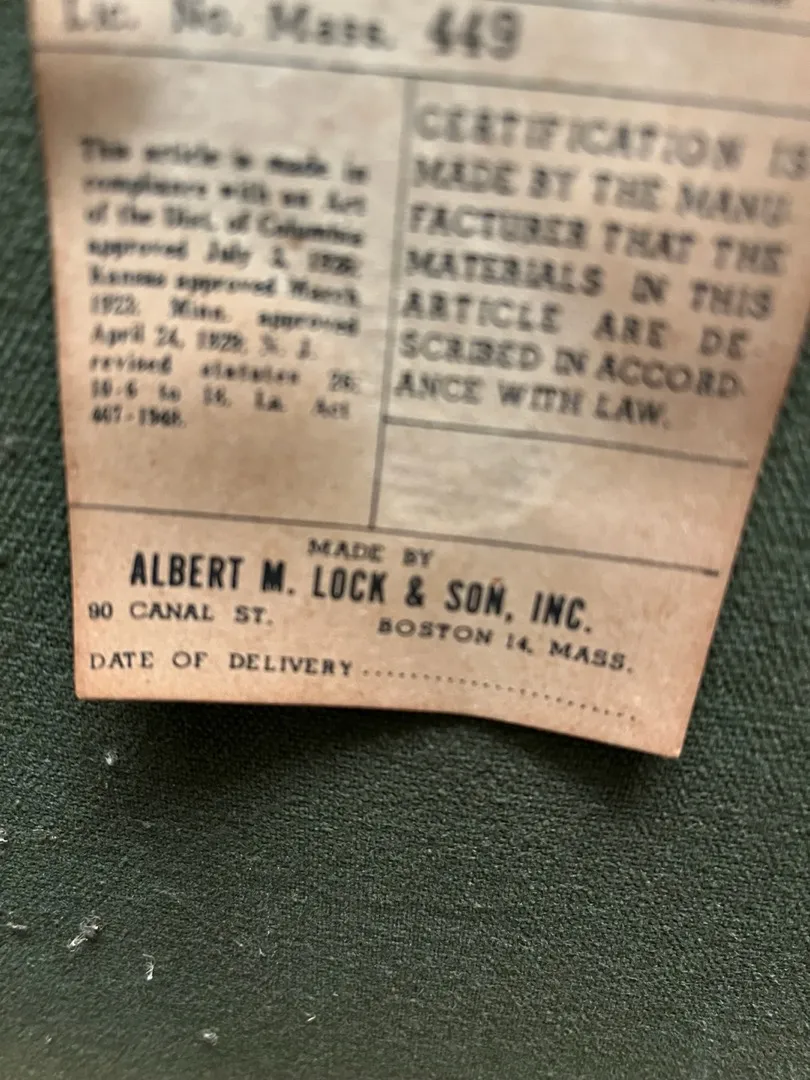 Lic. No. Mass. 449
This article is made in
compliance with an Act
of the Dist. of Columbia
approved July 3, 1926;
Kansas approved March
1923; Minn. approved
April 24, 1929; N. J.
revised statutes 26:
10-6 to 18. La. Act
467-1948.
CERTIFICATION IS
MADE BY THE MANU
FACTURER THAT THE
MATERIALS IN THIS
ARTICLE ARE DE
SCRIBED IN ACCORD-
ANCE WITH LAW.
MADE BY
ALBERT M. LOCK & SON, INC.
90 CANAL ST. BOSTON 14, MASS.
DATE OF DELIVERY